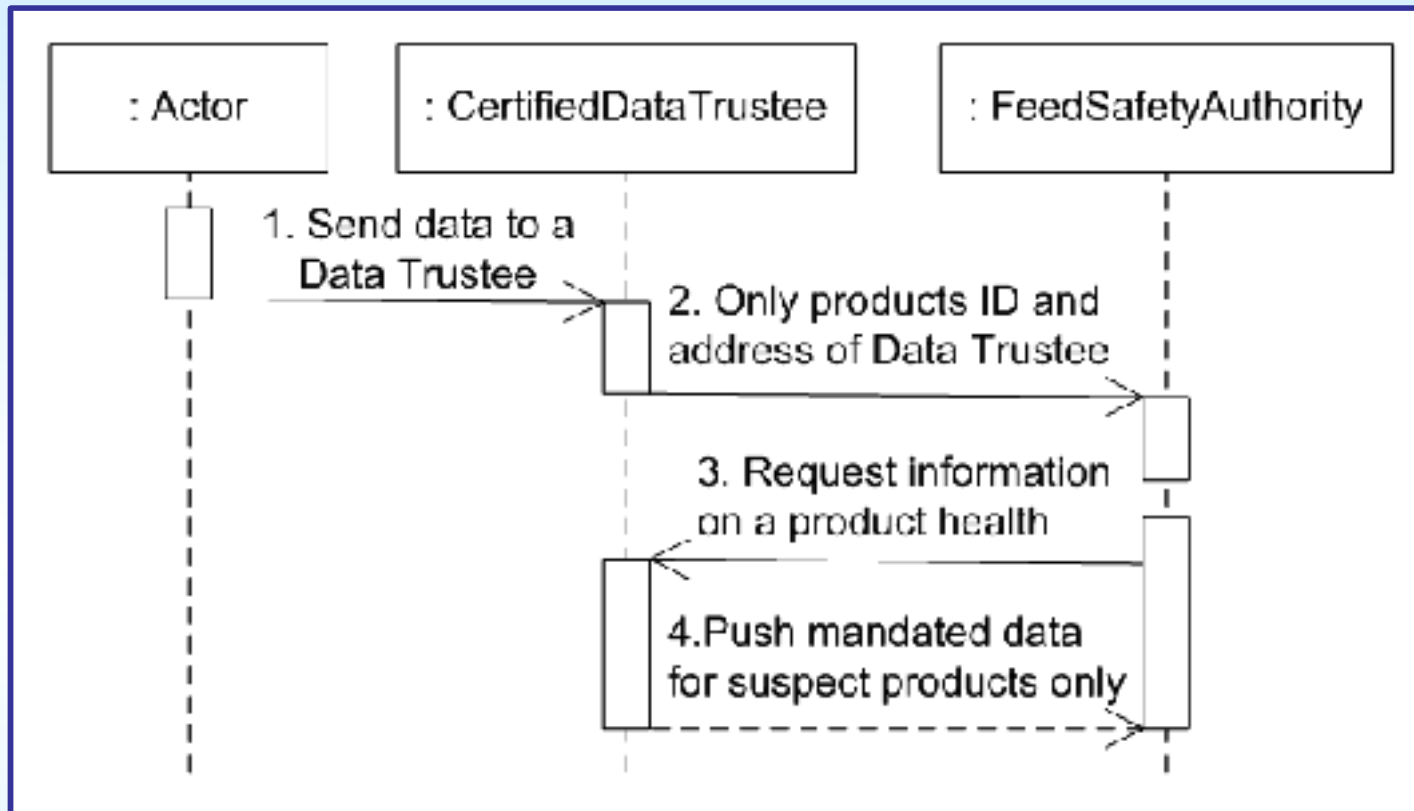 : Actor
: CertifiedDataTrustee
: FeedSafetyAuthority
1. Send data to a
Data Trustee
2. Only products ID and
address of Data Trustee
3. Request information
on a product health
4.Push mandated data
for suspect products only